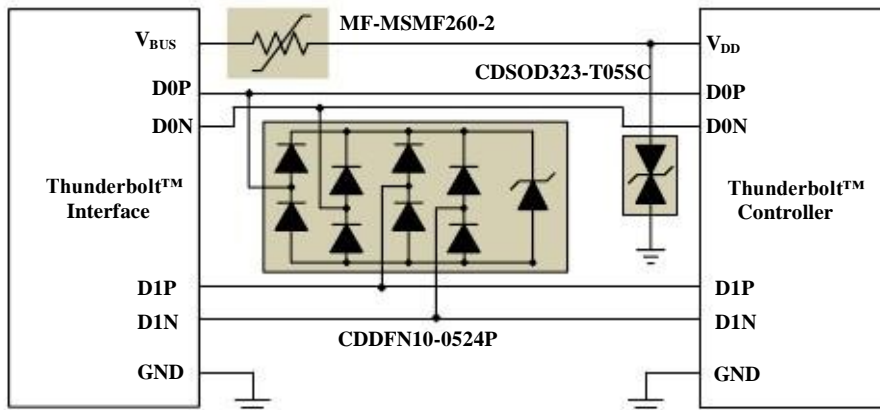 MF-MSMF260-2
VBUS
VDD
CDSOD323-T05SC
D0P
D0P
D0N
D0N
Thunderbolt™
Interface
Thunderbolt™
Controller
D1P
D1P
D1N
D1N
CDDFN10-0524P
GND
GND